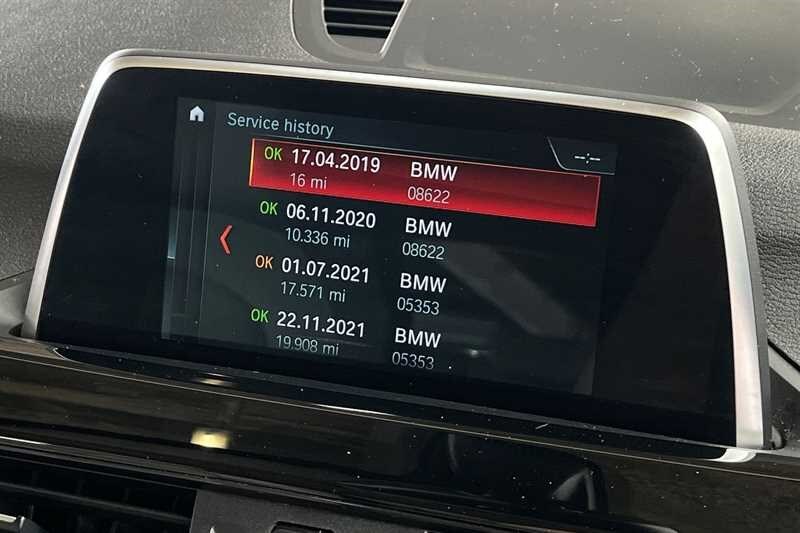 Service history
--:--
OK 17.04.2019 BMW
16 mi 08622
OK 06.11.2020 BMW
10.336 mi 08622
OK 01.07.2021 BMW
17.571 mi 05353
OK 22.11.2021 BMW
19.908 mi 05353